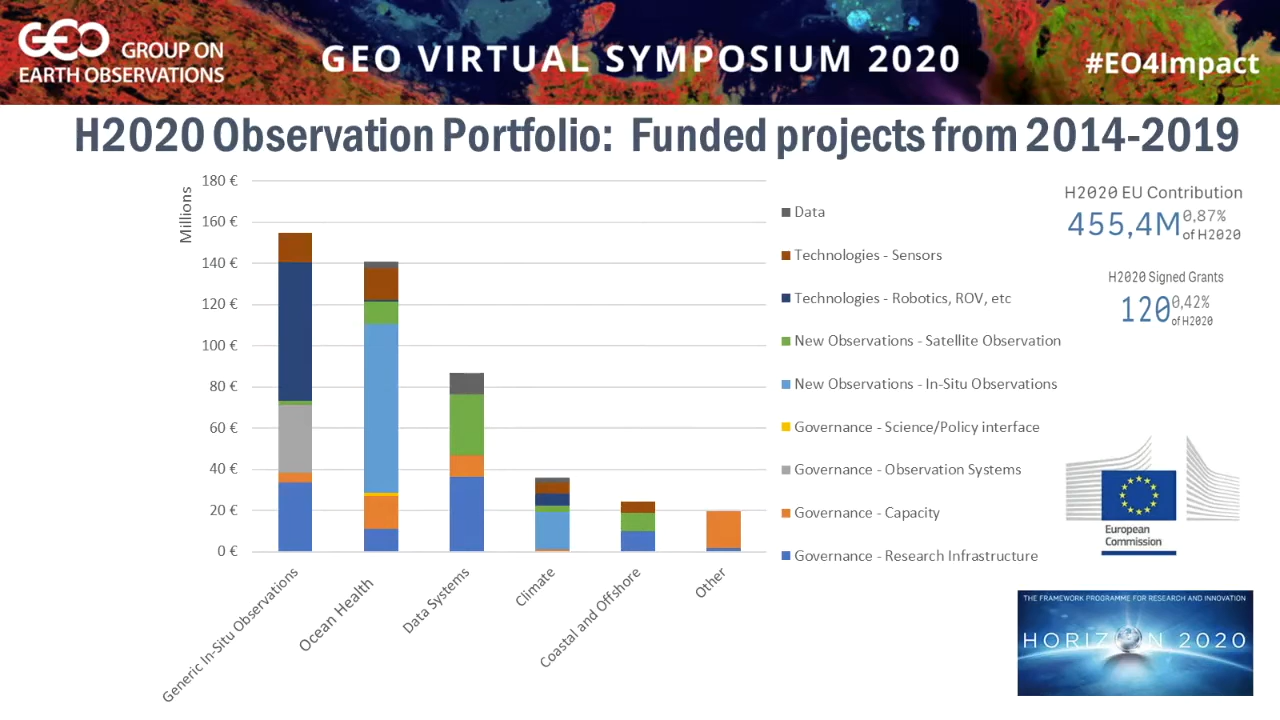 GEO GROUP ON
EARTH OBSERVATIONS
GEO VIRTUAL SYMPOSIUM 2020
#EO4Impact
H2020 Observation Portfolio: Funded projects from 2014-2019
Millions
180 €
160 €
140 €
120 €
100 €
80 €
60 €
40 €
20 €
0 €
Generic In-Situ Observations
Ocean Health
Data Systems
Climate
Coastal and Offshore
Other
Data
Technologies - Sensors
Technologies - Robotics, ROV, etc
New Observations - Satellite Observation
New Observations - In-Situ Observations
Governance - Science/Policy interface
Governance - Observation Systems
Governance - Capacity
Governance - Research Infrastructure
H2020 EU Contribution
455,4M 0,87%
of H2020
H2020 Signed Grants
120 0,42%
of H2020
European
Commission
THE FRAMEWORK PROGRAMME FOR RESEARCH AND INNOVATION
HORIZON 2020